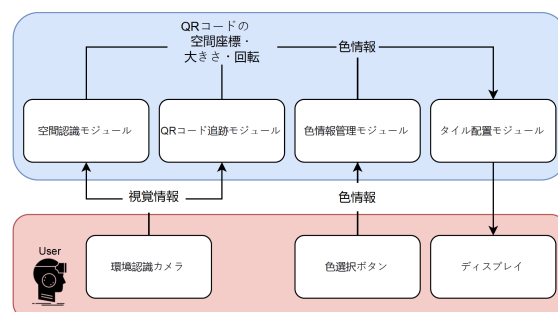 QRコードの
空間座標・
大きさ・回転
色情報
空間認識モジュール
QRコード追跡モジュール
色情報管理モジュール
タイル配置モジュール
視覚情報
色情報
User
環境認識カメラ
色選択ボタン
ディスプレイ